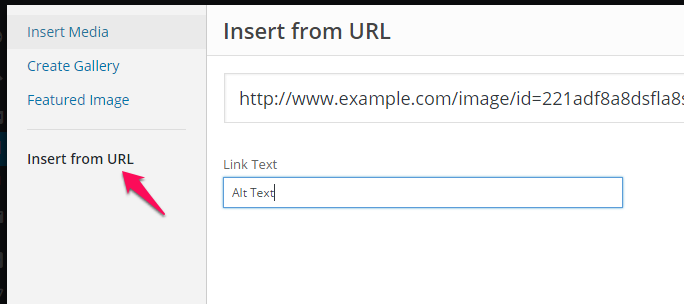 Insert Media
Create Gallery
Featured Image
Insert from URL
Insert from URL
http://www.example.com/image/id=221adf8a8dsfla8s
Link Text
Alt Text